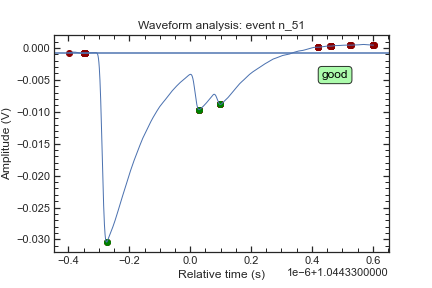 Waveform analysis: event n_51
Amplitude (V)
0.000
−0.005
−0.010
−0.015
−0.020
−0.025
−0.030
good
−0.4 −0.2 0.0 0.2 0.4 0.6
Relative time (s)
1e−6+1.0443300000